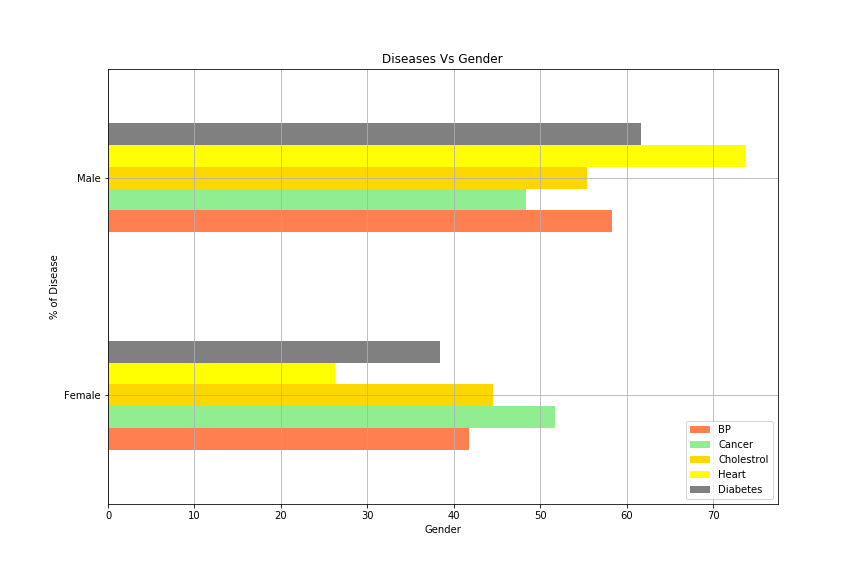 Diseases Vs Gender
Male
% of Disease
Female
BP
Cancer
Cholestrol
Heart
Diabetes
0 10 20 30 40 50 60 70
Gender